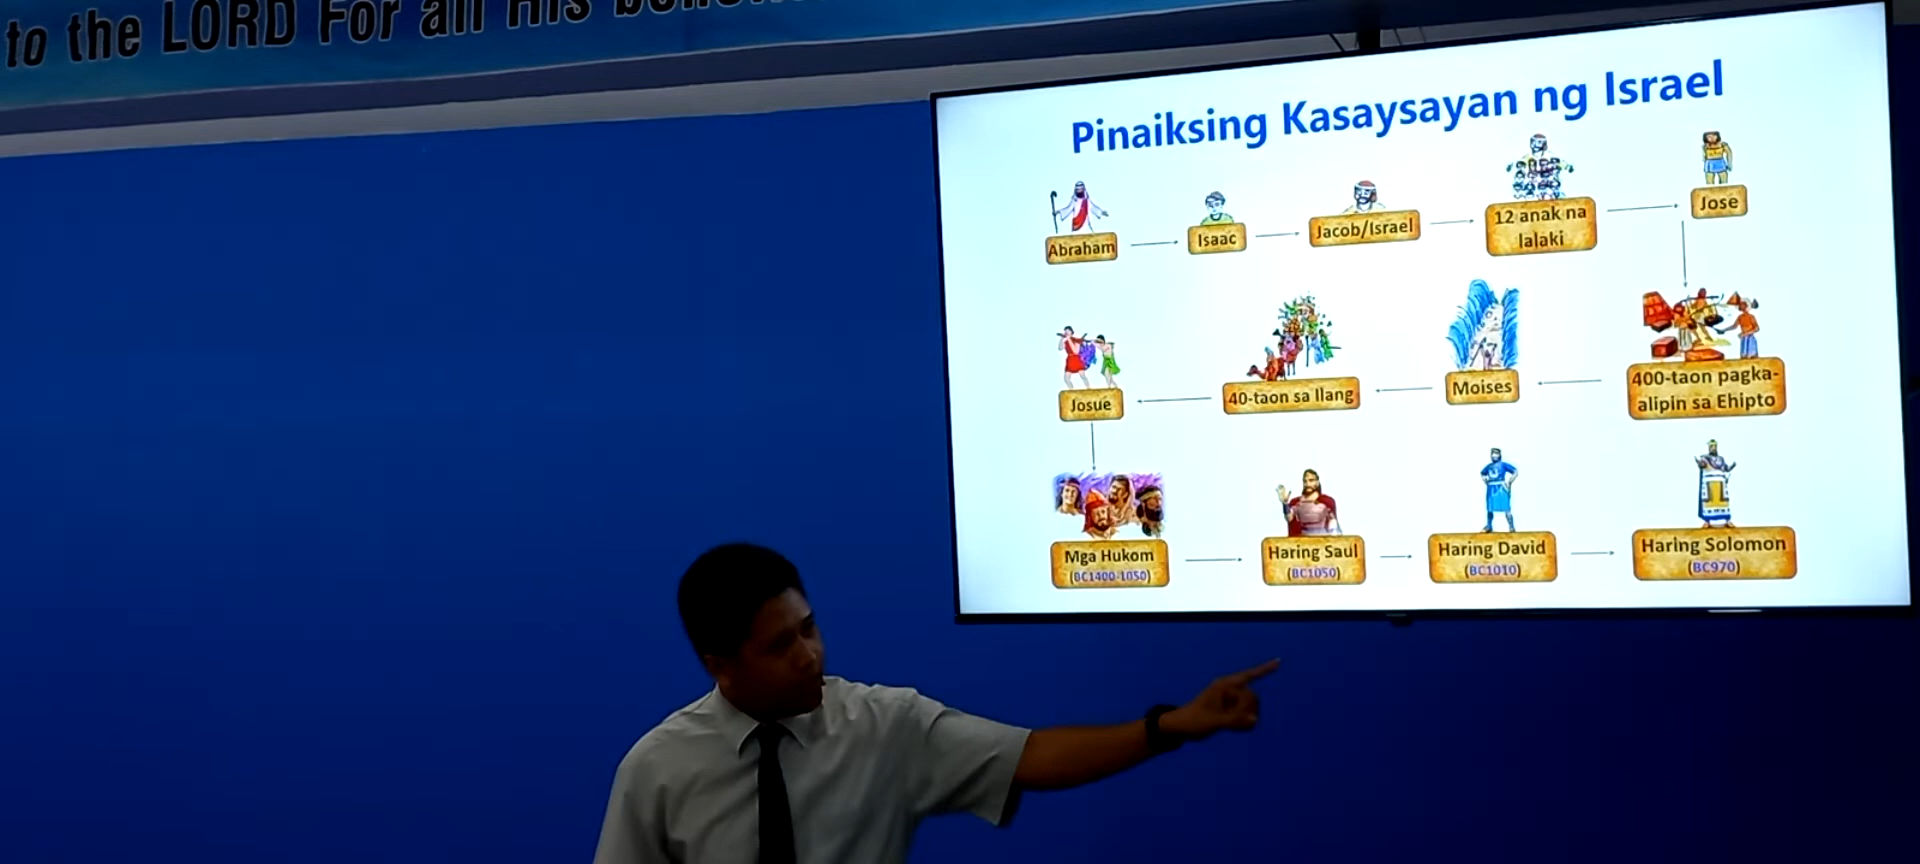 to the LORD For all His
Pinaiksing Kasaysayan ng Israel
Abraham
Isaac
Jacob/Israel
12 anak na
lalaki
Jose
400-taon pagka-
alipin sa Ehipto
Moises
40-taon sa Ilang
Josue
Mga Hukom
(BC1400-1050)
Haring Saul
(BC1050)
Haring David
(BC1010)
Haring Solomon
(BC970)